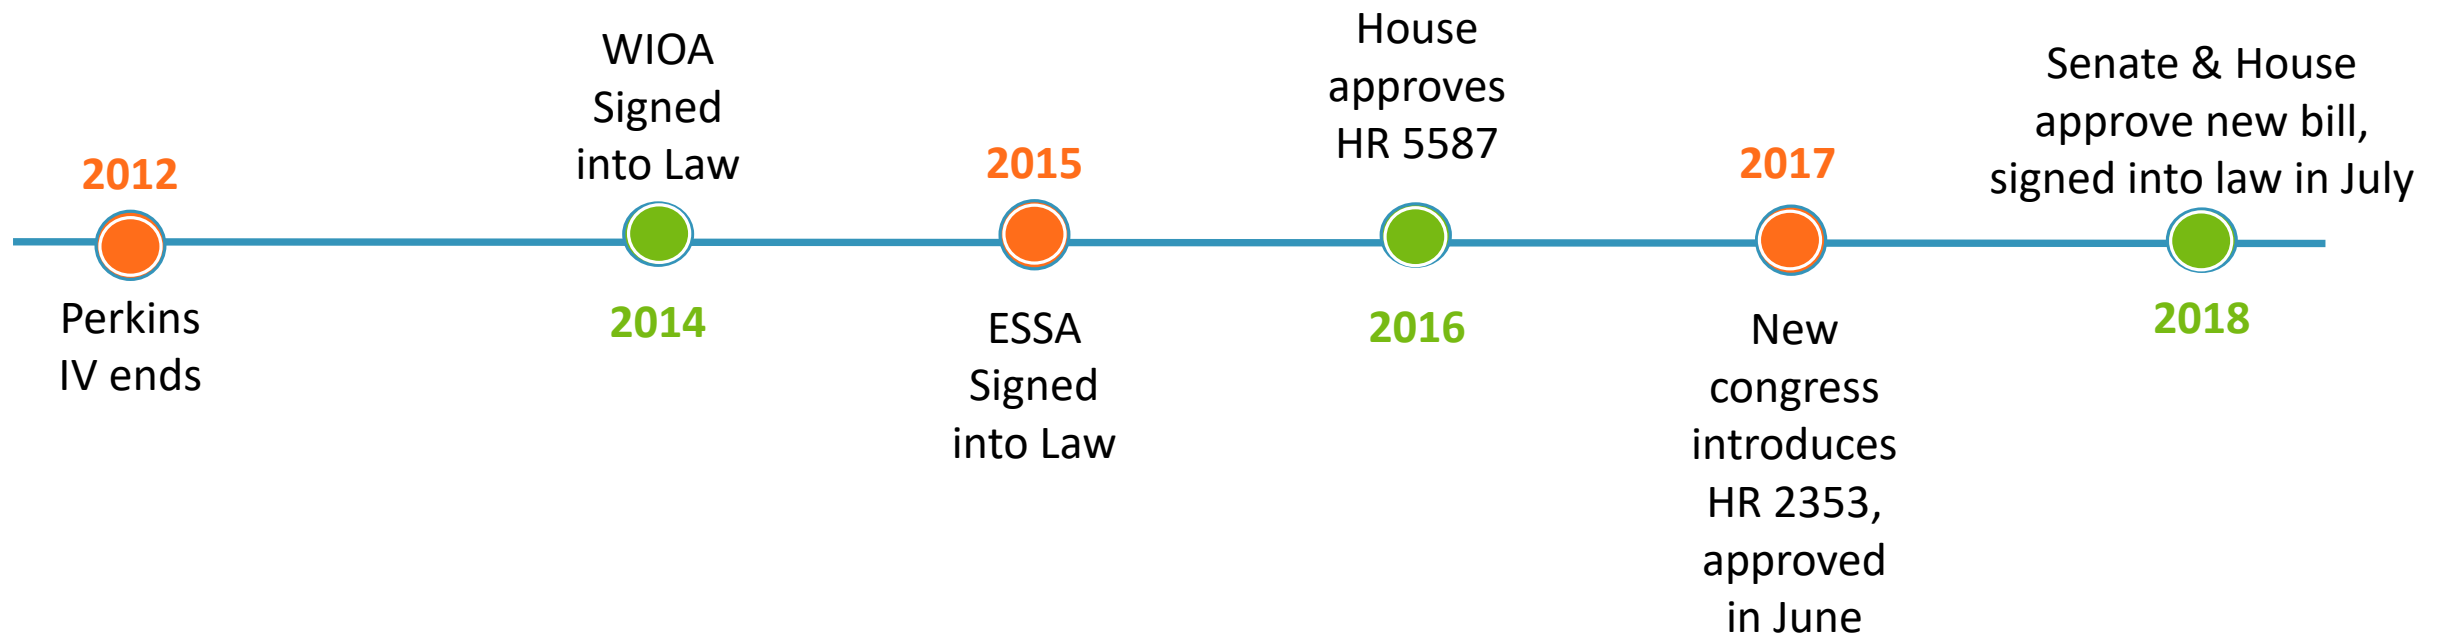 2012
Perkins
IV ends
WIOA
Signed
into Law
2014
2015
ESSA
Signed
into Law
House
approves
HR 5587
2016
2017
New
congress
introduces
HR 2353,
approved
in June
Senate & House
approve new bill,
signed into law in July
2018